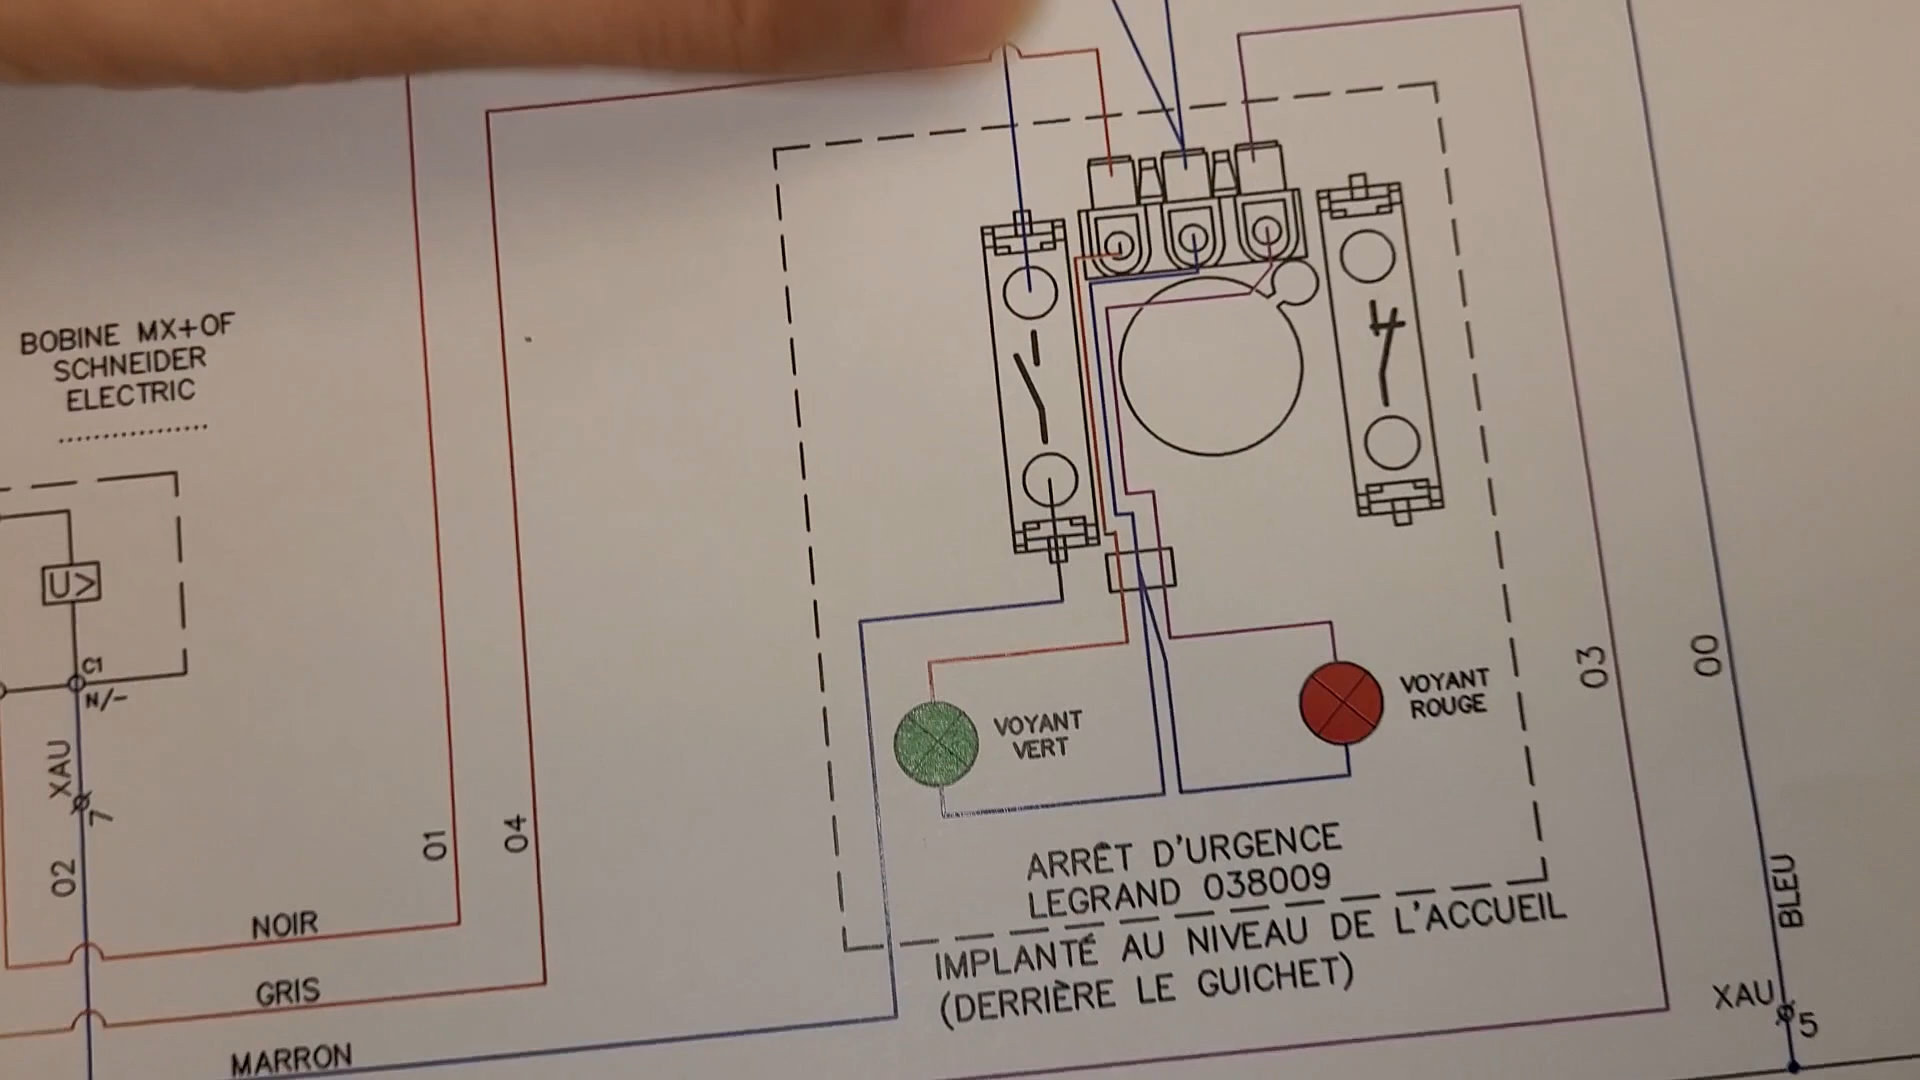 BOBINE MX+OF
SCHNEIDER
ELECTRIC
U>
C1
N/-
XAU
7
02
01
04
NOIR
GRIS
MARRON
VOYANT
VERT
VOYANT
ROUGE
ARRÊT D'URGENCE
LEGRAND 038009
IMPLANTÉ AU NIVEAU DE L'ACCUEIL
(DERRIÈRE LE GUICHET)
03
00
BLEU
XAU
5